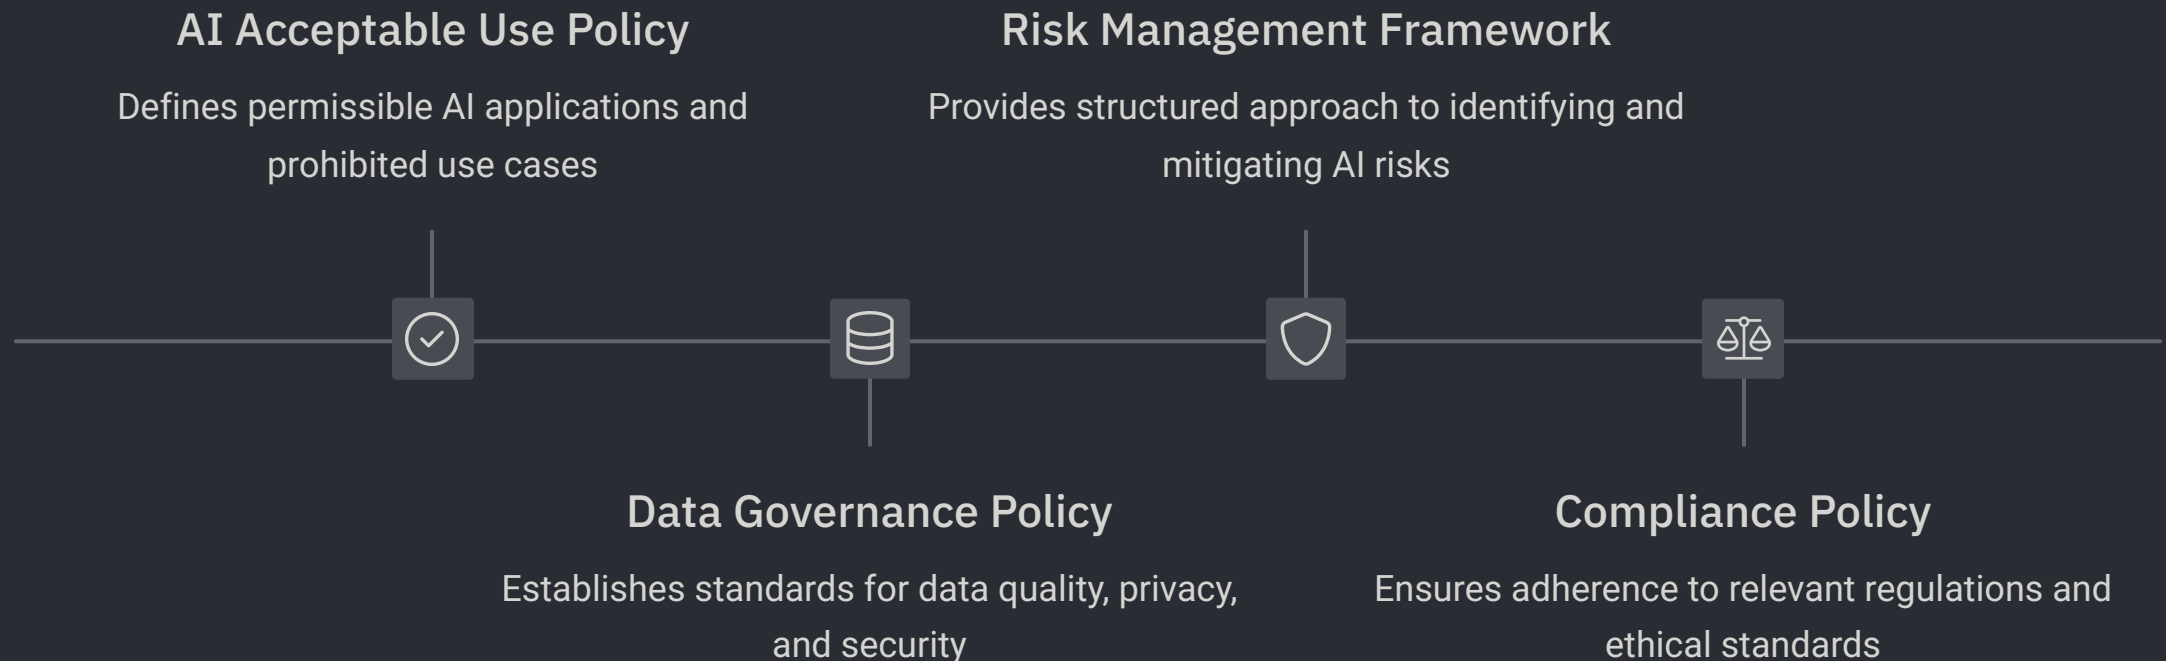 AI Acceptable Use Policy
Defines permissible AI applications and
prohibited use cases
Risk Management Framework
Provides structured approach to identifying and
mitigating AI risks
Data Governance Policy
Establishes standards for data quality, privacy,
and security
Compliance Policy
Ensures adherence to relevant regulations and
ethical standards